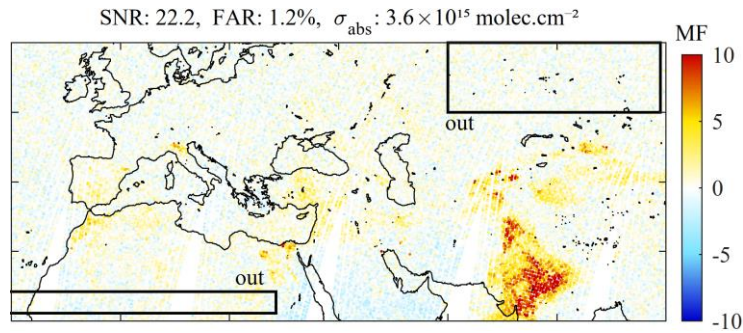 SNR: 22.2, FAR: 1.2%, σabs: 3.6×10¹⁵ molec.cm⁻²
MF
10
5
0
-5
-10
out
out